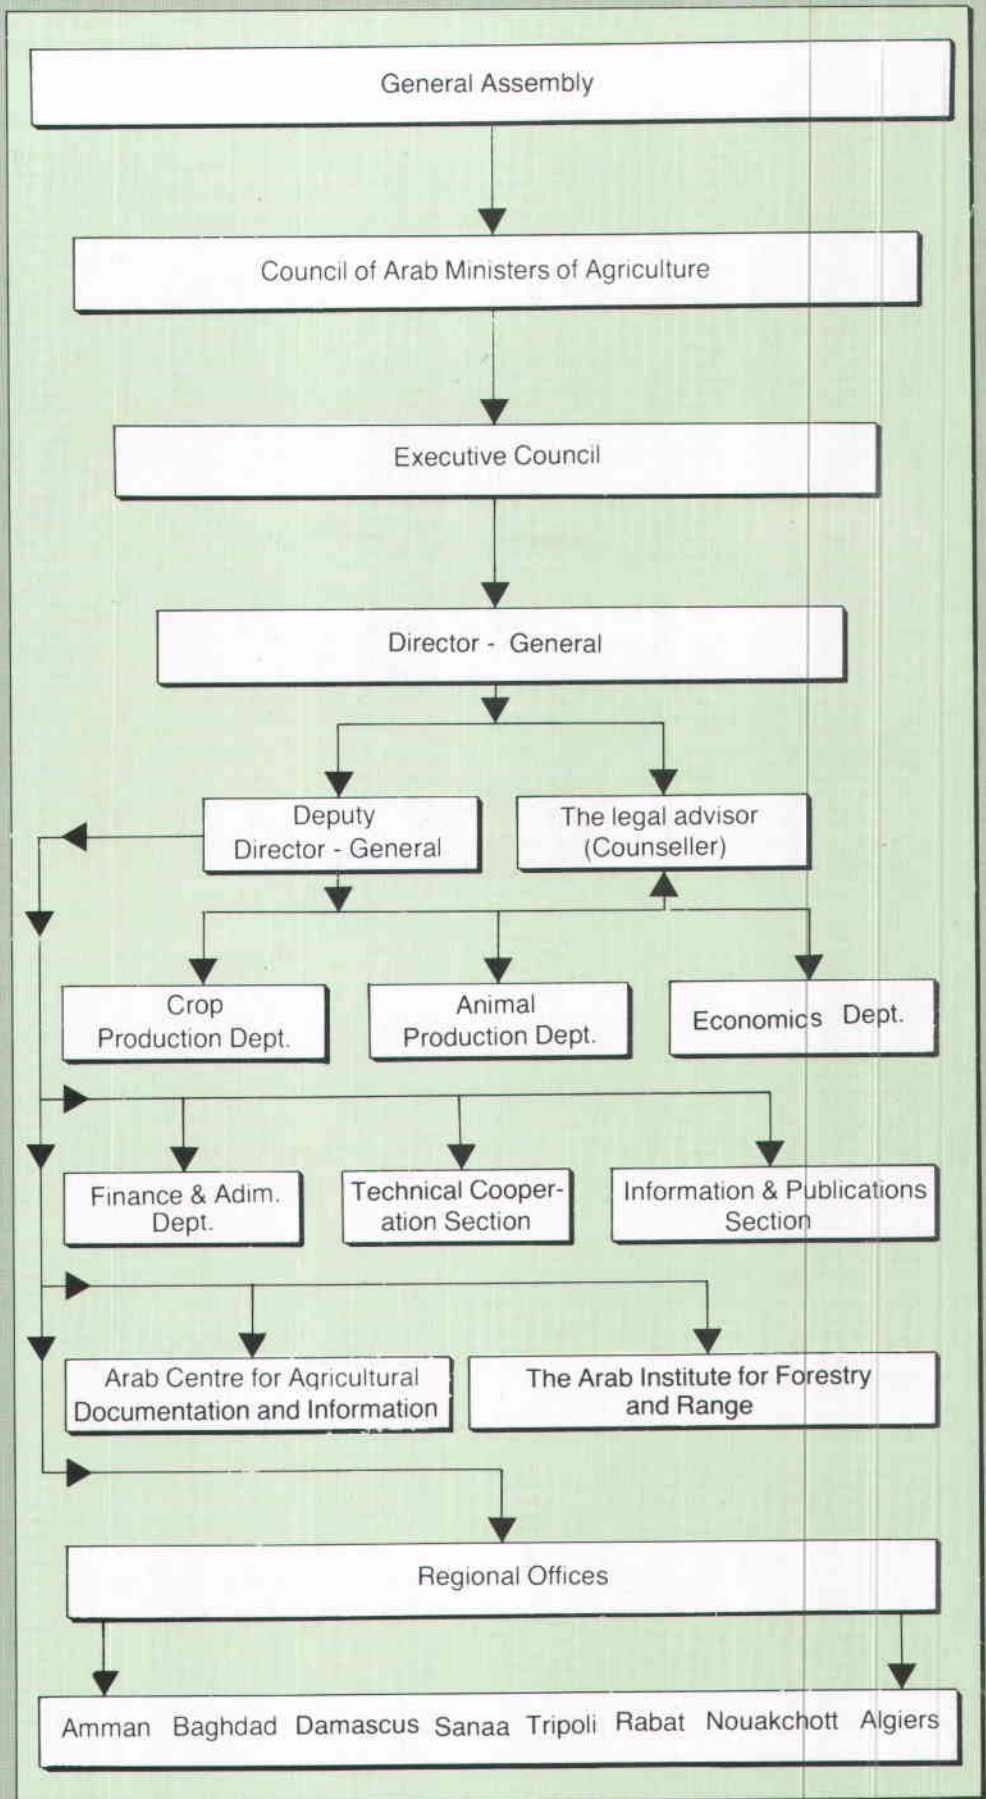 General Assembly
Council of Arab Ministers of Agriculture
Executive Council
Director - General
Deputy
Director - General
The legal advisor
(Counseller)
Crop
Production Dept.
Animal
Production Dept.
Economics Dept.
Finance & Adim.
Dept.
Technical Cooper-
ation Section
Information & Publications
Section
Arab Centre for Agricultural
Documentation and Information
The Arab Institute for Forestry
and Range
Regional Offices
Amman Baghdad Damascus Sanaa Tripoli Rabat Nouakchott Algiers